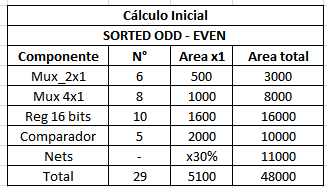 Cálculo Inicial
SORTED ODD - EVEN
Componente N° Area x1 Area total
Mux_2x1 6 500 3000
Mux 4x1 8 1000 8000
Reg 16 bits 10 1600 16000
Comparador 5 2000 10000
Nets - x30% 11000
Total 29 5100 48000